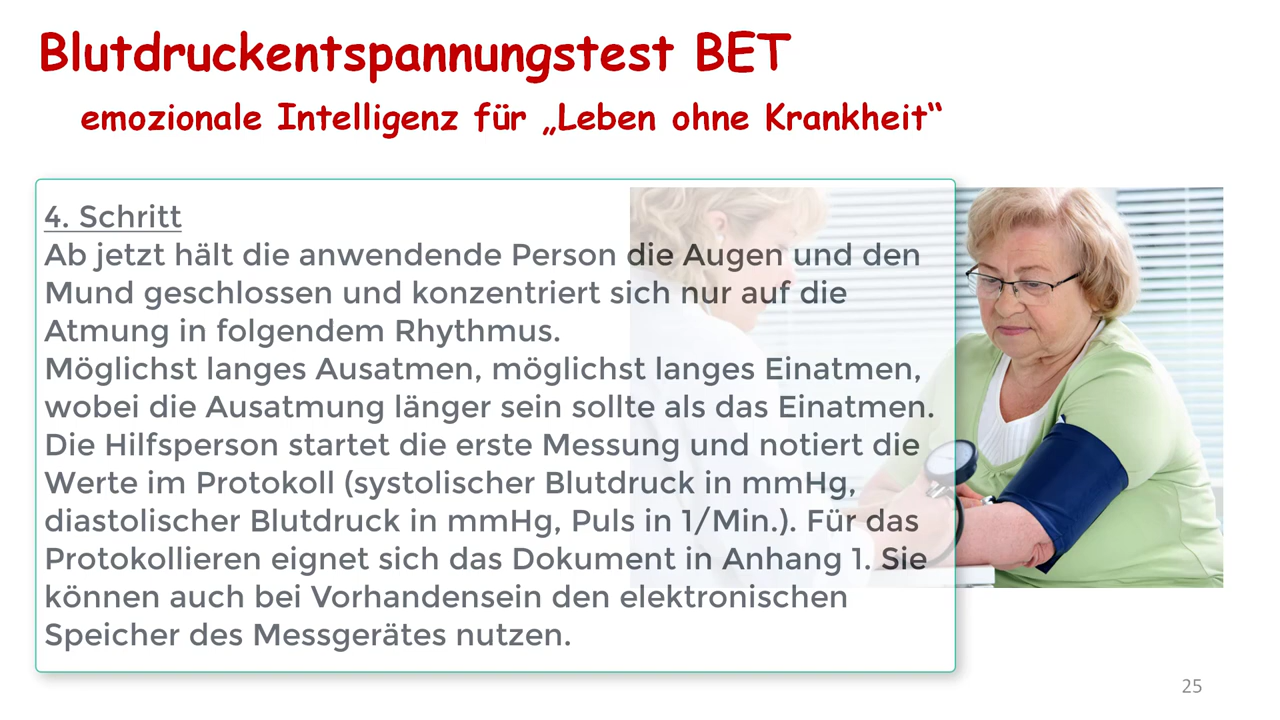 Blutdruckentspannungstest BET
emozionale Intelligenz für „Leben ohne Krankheit“
4. Schritt
Ab jetzt hält die anwendende Person die Augen und den
Mund geschlossen und konzentriert sich nur auf die
Atmung in folgendem Rhythmus.
Möglichst langes Ausatmen, möglichst langes Einatmen,
wobei die Ausatmung länger sein sollte als das Einatmen.
Die Hilfsperson startet die erste Messung und notiert die
Werte im Protokoll (systolischer Blutdruck in mmHg,
diastolischer Blutdruck in mmHg, Puls in 1/Min.). Für das
Protokollieren eignet sich das Dokument in Anhang 1. Sie
können auch bei Vorhandensein den elektronischen
Speicher des Messgerätes nutzen.
25